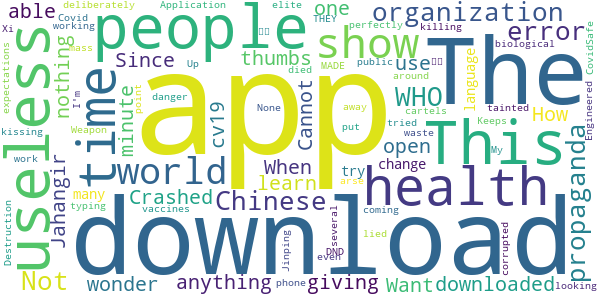 Covid deliberately Application elite
able Xi working mass THEY MADE
people show organization one error
thumbs use WHO
killing perfectly public biological
Up died around
useless nothing Since
time minute
app
The
I'm danger None away
language tainted CovidSafe
Engineered
expectations point
kissing
cv19 Cannot put
open This
cartels Keeps How
tried waste My
Jahangir world When try change
health propaganda
work learn
Crashed Chinese
many typing vaccines
arse
Destruction Weapon
download
Not wonder anything giving Want downloaded
Jinping DND several even phone lied coming corrupted looking